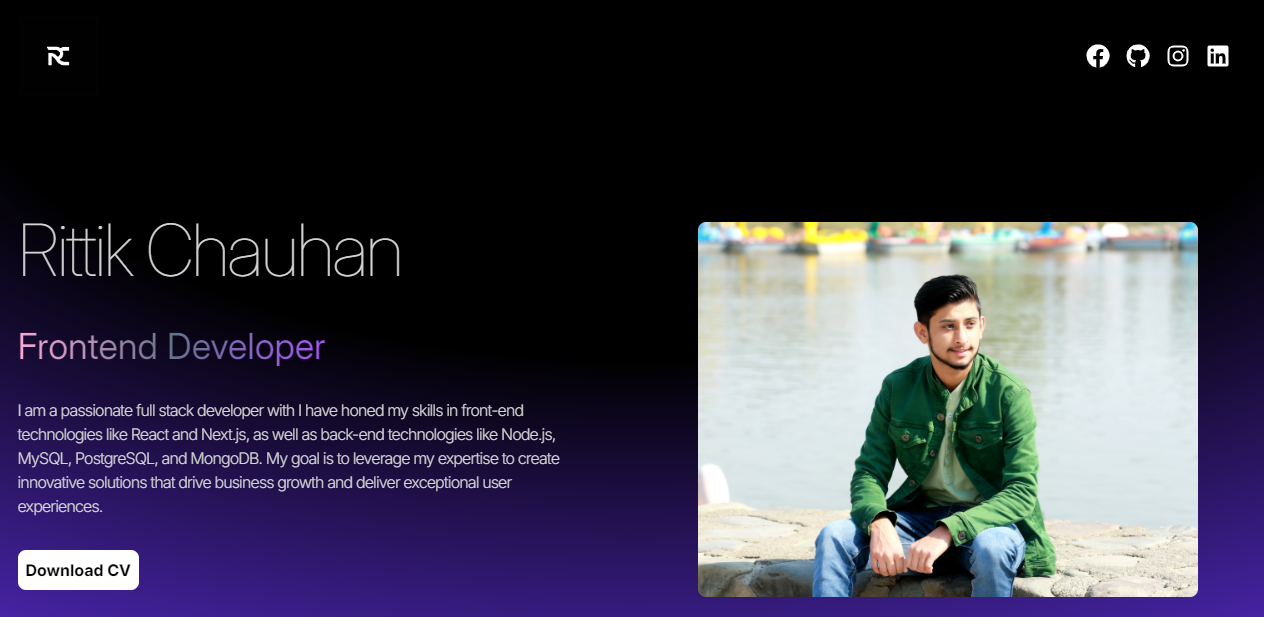 RC
Rittik Chauhan
Frontend Developer
I am a passionate full stack developer with I have honed my skills in front-end
technologies like React and Next.js, as well as back-end technologies like Node.js,
MySQL, PostgreSQL, and MongoDB. My goal is to leverage my expertise to create
innovative solutions that drive business growth and deliver exceptional user
experiences.
Download CV